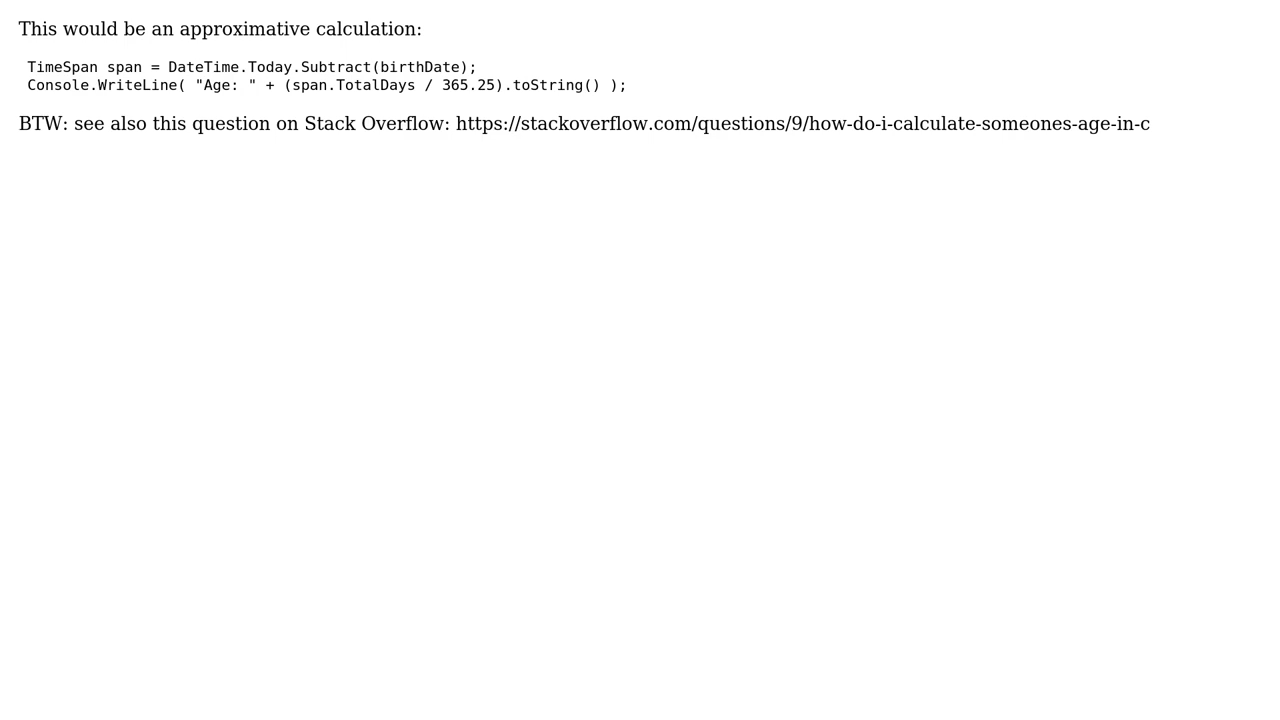 This would be an approximative calculation:
TimeSpan span = DateTime.Today.Subtract(birthDate);
Console.WriteLine( "Age: " + (span.TotalDays / 365.25).toString() );
BTW: see also this question on Stack Overflow: https://stackoverflow.com/questions/9/how-do-i-calculate-someones-age-in-c